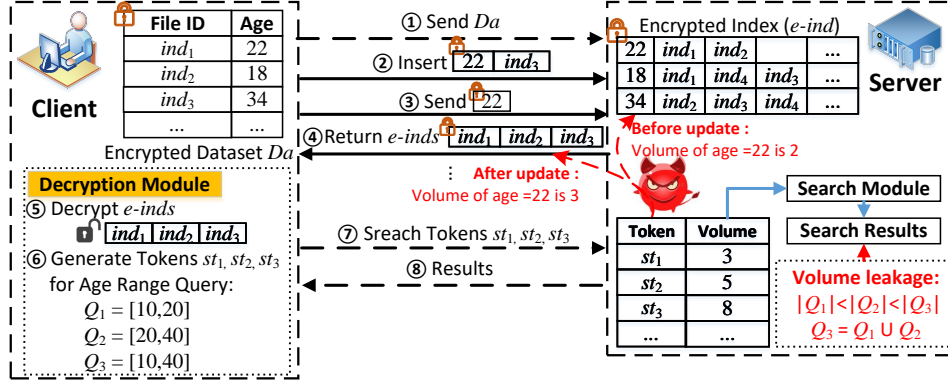 Client
File ID Age
ind1 22
ind2 18
ind3 34
... ...
Encrypted Dataset Da
① Send Da
② Insert 22 ind3
③ Send 22
④ Return e-inds ind1 ind2 ind3
⋮
After update :
Volume of age =22 is 3
Encrypted Index (e-ind)
22 ind1 ind2 ...
18 ind1 ind4 ind3 ...
34 ind2 ind3 ind4 ...
Server
Before update :
Volume of age =22 is 2
Decryption Module
⑤ Decrypt e-inds
ind1 ind2 ind3
⑥ Generate Tokens st1, st2, st3
for Age Range Query:
Q1 = [10,20]
Q2 = [20,40]
Q3 = [10,40]
⑦ Sreach Tokens st1, st2, st3
⑧ Results
Token Volume
st1 3
st2 5
st3 8
... ...
Search Module
Search Results
Volume leakage:
|Q1|<|Q2|<|Q3|
Q3 = Q1 ∪ Q2